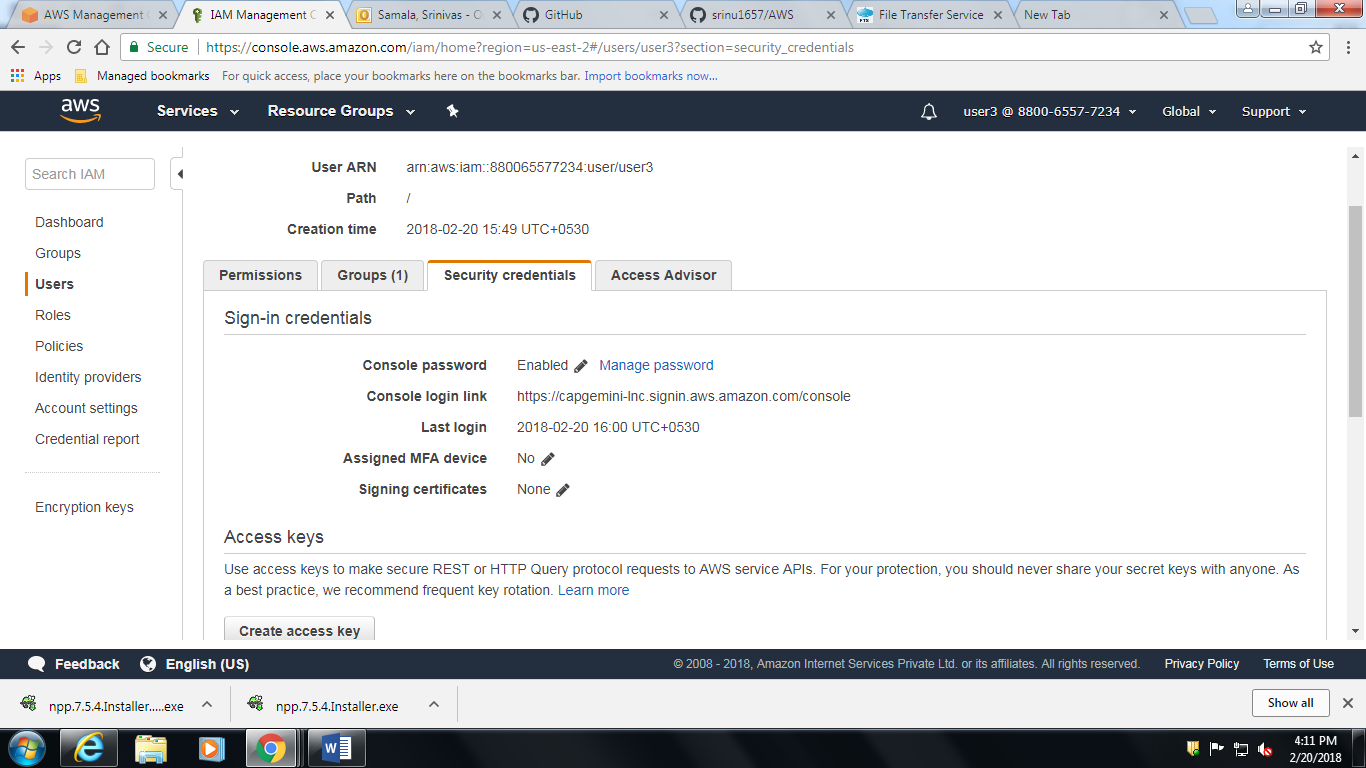 AWS Management C
IAM Management C
Samala, Srinivas - O
GitHub
srinu1657/AWS
File Transfer Service
New Tab
Secure
https://console.aws.amazon.com/iam/home?region=us-east-2#/users/user3?section=security_credentials
Apps
Managed bookmarks
For quick access, place your bookmarks here on the bookmarks bar. Import bookmarks now...
aws
Services
Resource Groups
user3 @ 8800-6557-7234
Global
Support
Search IAM
Dashboard
Groups
Users
Roles
Policies
Identity providers
Account settings
Credential report
Encryption keys
User ARN arn:aws:iam::880065577234:user/user3
Path /
Creation time 2018-02-20 15:49 UTC+0530
Permissions
Groups (1)
Security credentials
Access Advisor
Sign-in credentials
Console password Enabled Manage password
Console login link https://capgemini-lnc.signin.aws.amazon.com/console
Last login 2018-02-20 16:00 UTC+0530
Assigned MFA device No
Signing certificates None
Access keys
Use access keys to make secure REST or HTTP Query protocol requests to AWS service APIs. For your protection, you should never share your secret keys with anyone. As
a best practice, we recommend frequent key rotation. Learn more
Create access key
Feedback
English (US)
© 2008 - 2018, Amazon Internet Services Private Ltd. or its affiliates. All rights reserved.
Privacy Policy
Terms of Use
npp.7.5.4.Installer.....exe
npp.7.5.4.Installer.exe
Show all
4:11 PM
2/20/2018